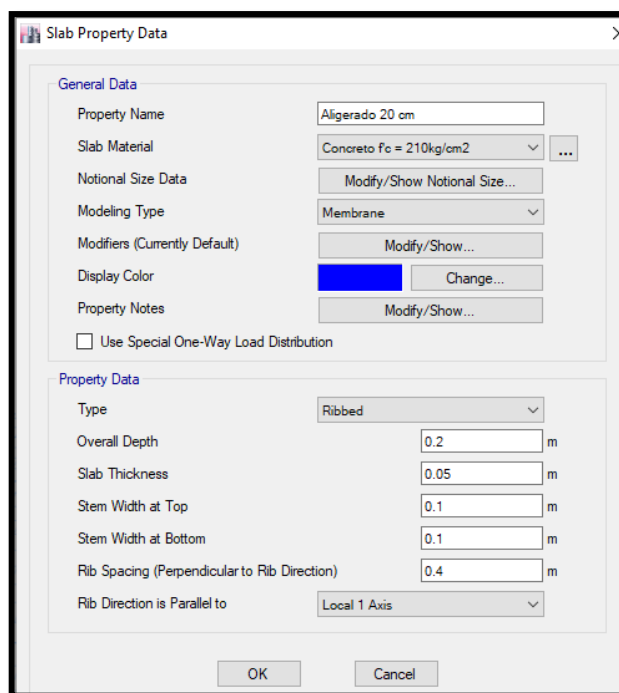 Slab Property Data
General Data
Property Name Aligerado 20 cm
Slab Material Concreto f'c = 210kg/cm2 ...
Notional Size Data Modify/Show Notional Size...
Modeling Type Membrane
Modifiers (Currently Default) Modify/Show...
Display Color Change...
Property Notes Modify/Show...
Use Special One-Way Load Distribution
Property Data
Type Ribbed
Overall Depth 0.2 m
Slab Thickness 0.05 m
Stem Width at Top 0.1 m
Stem Width at Bottom 0.1 m
Rib Spacing (Perpendicular to Rib Direction) 0.4 m
Rib Direction is Parallel to Local 1 Axis
OK Cancel